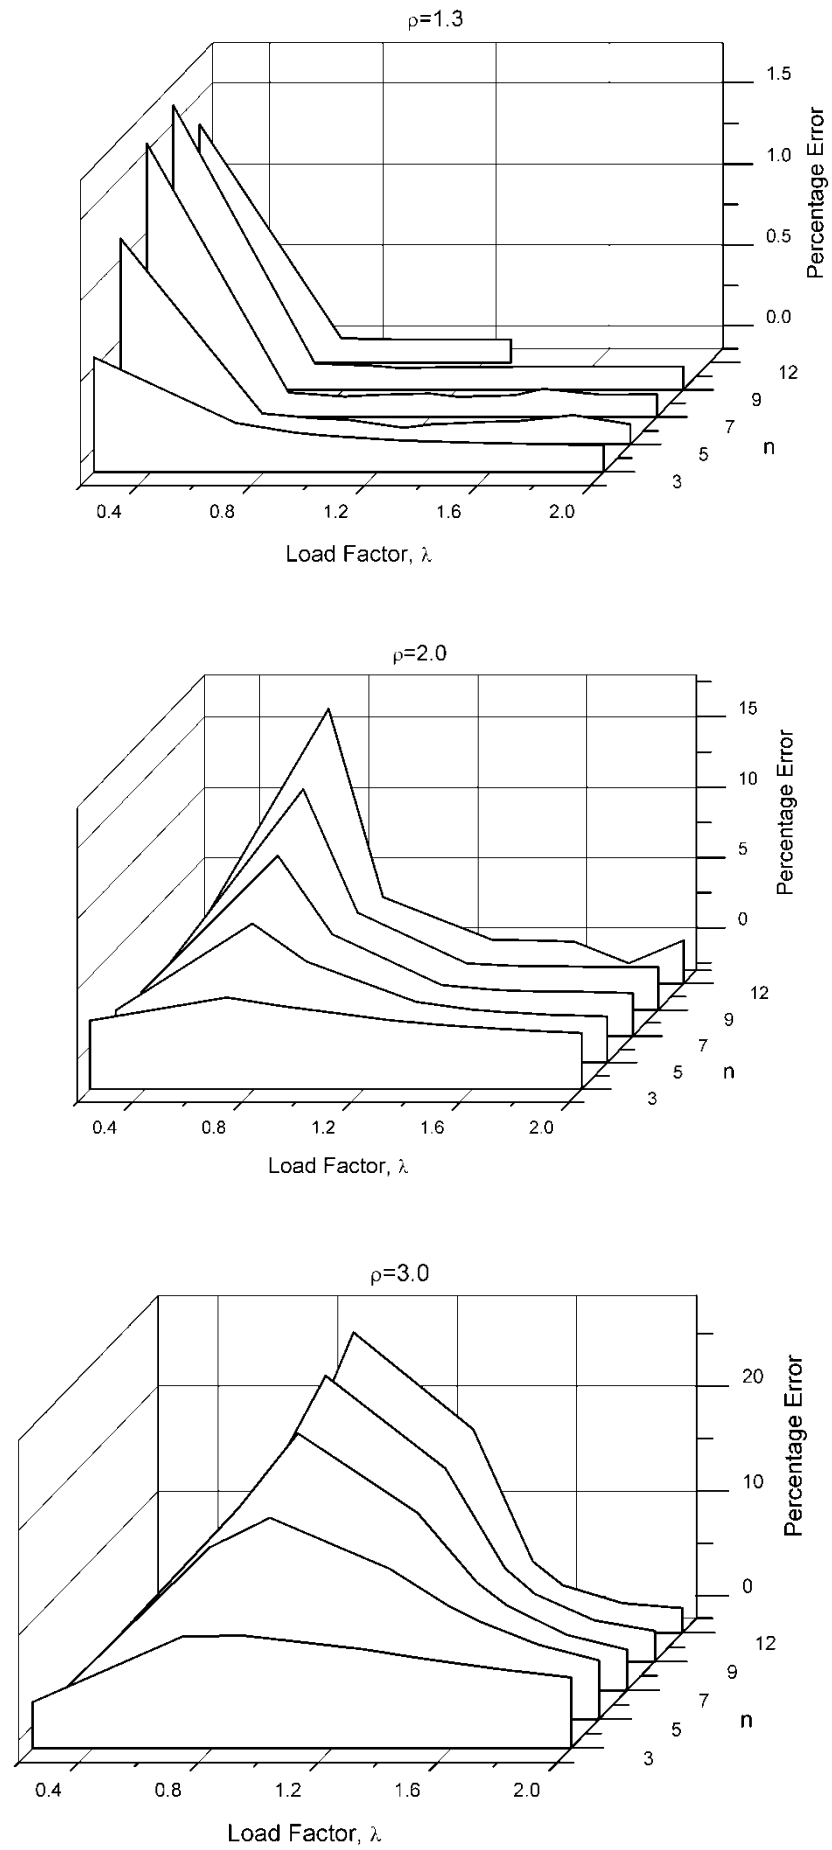 ρ=1.3
1.5
1.0
0.5
0.0
Percentage Error
12
9
7
5
3
n
0.4 0.8 1.2 1.6 2.0
Load Factor, λ
ρ=2.0
15
10
5
0
Percentage Error
12
9
7
5
3
n
0.4 0.8 1.2 1.6 2.0
Load Factor, λ
ρ=3.0
20
10
0
Percentage Error
12
9
7
5
3
n
0.4 0.8 1.2 1.6 2.0
Load Factor, λ